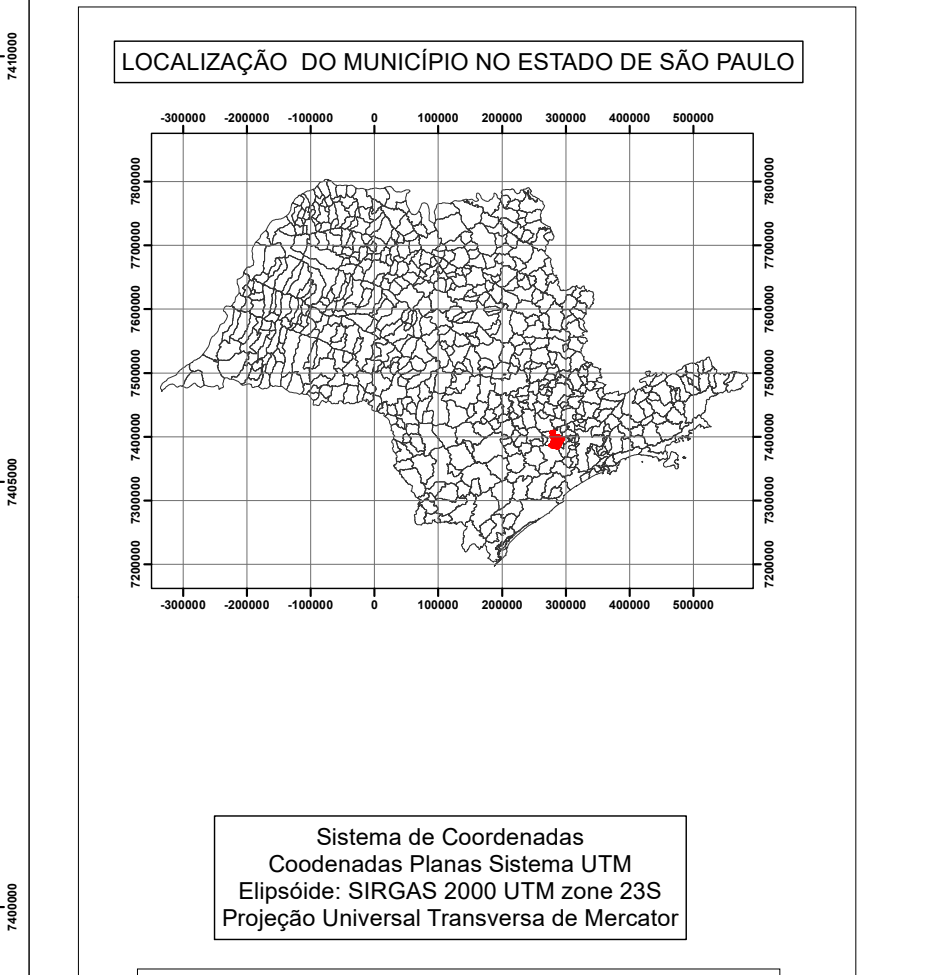 7410000
7405000
7400000
LOCALIZAÇÃO DO MUNICÍPIO NO ESTADO DE SÃO PAULO
-300000 -200000 -100000 0 100000 200000 300000 400000 500000
7800000 7800000
7700000 7700000
7600000 7600000
7500000 7500000
7400000 7400000
7300000 7300000
7200000 7200000
-300000 -200000 -100000 0 100000 200000 300000 400000 500000
Sistema de Coordenadas
Coodenadas Planas Sistema UTM
Elipsóide: SIRGAS 2000 UTM zone 23S
Projeção Universal Transversa de Mercator